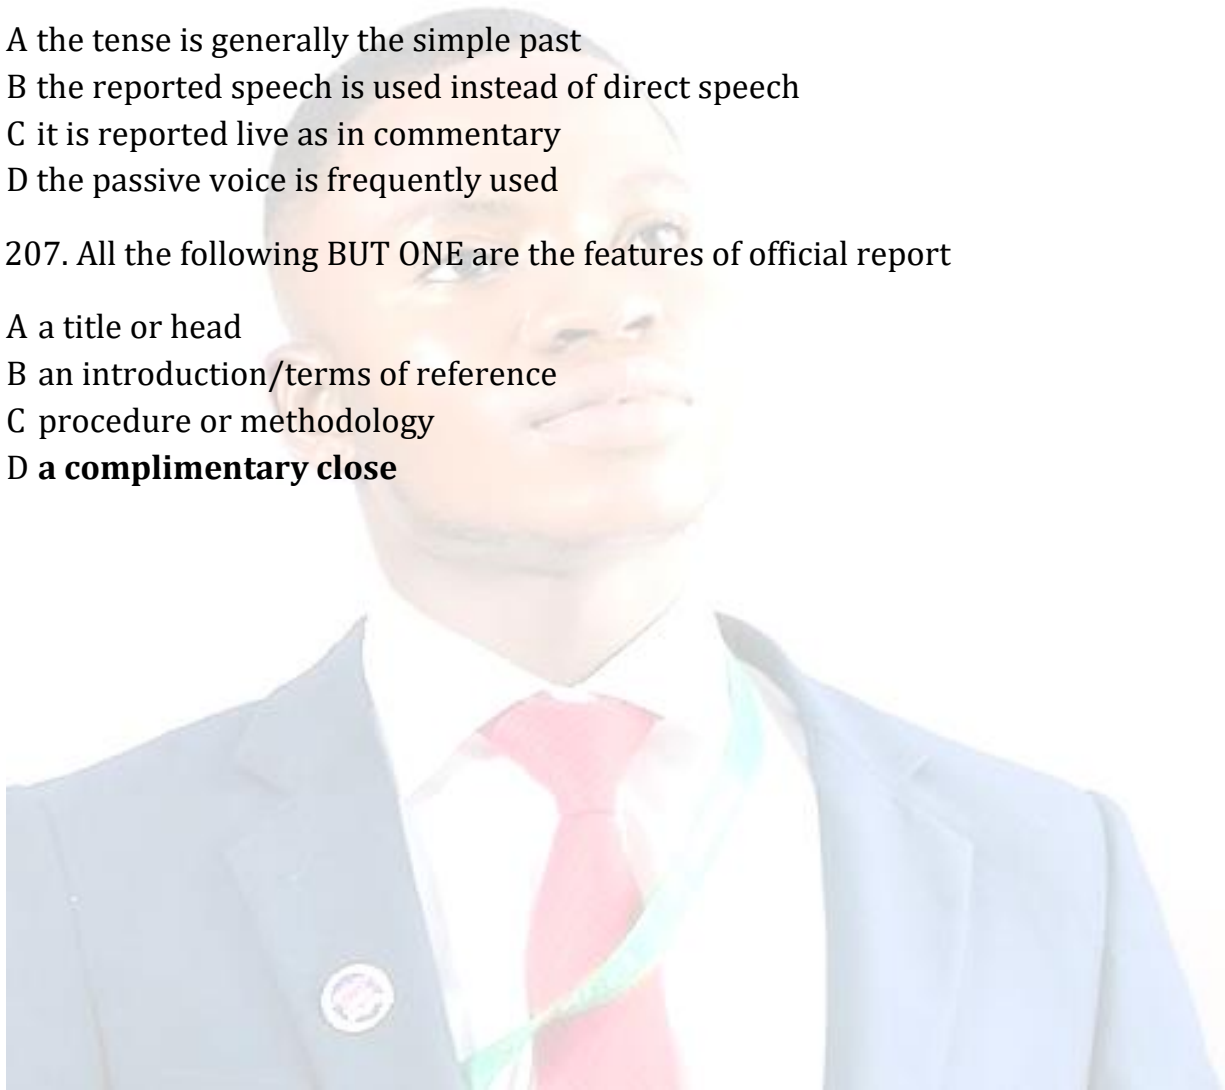 A the tense is generally the simple past
B the reported speech is used instead of direct speech
C it is reported live as in commentary
D the passive voice is frequently used
207. All the following BUT ONE are the features of official report
A a title or head
B an introduction/terms of reference
C procedure or methodology
D a complimentary close